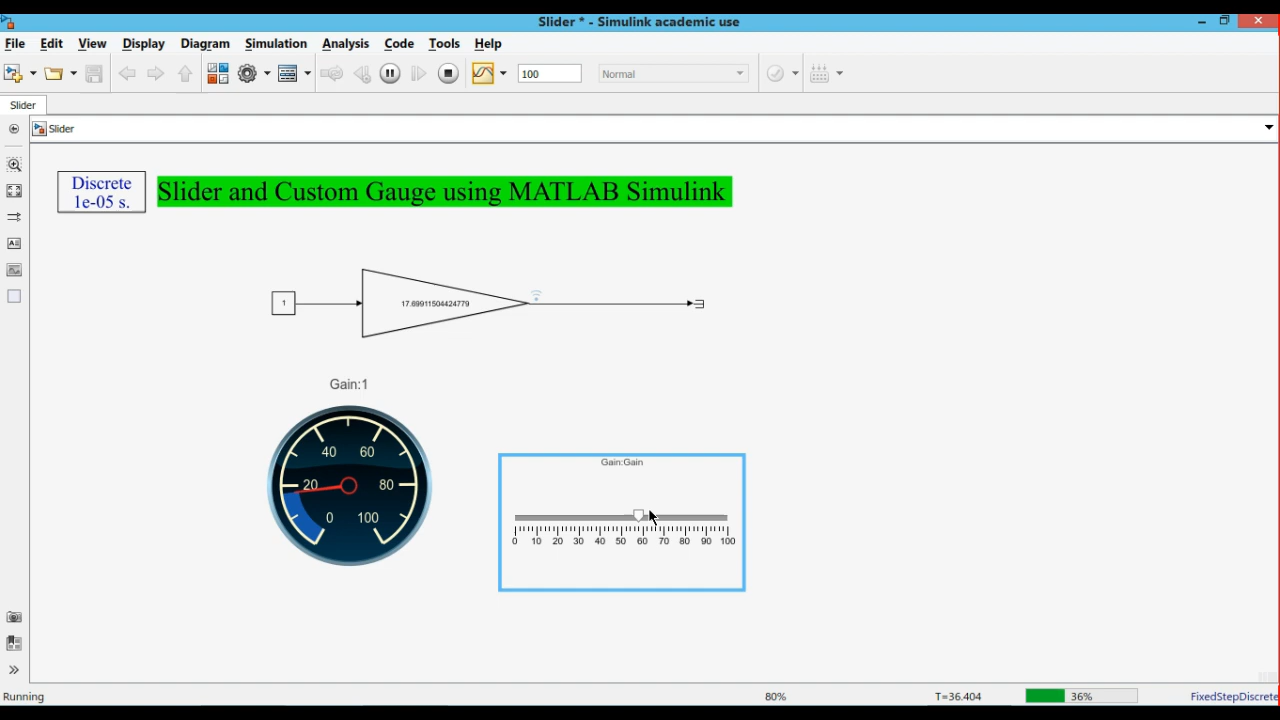 Slider * - Simulink academic use
File Edit View Display Diagram Simulation Analysis Code Tools Help
100 Normal
Slider
Slider
Discrete
1e-05 s.
Slider and Custom Gauge using MATLAB Simulink
1
17.69911504424779
Gain:1
40 60
20 80
0 100
Gain:Gain
0 10 20 30 40 50 60 70 80 90 100
Running 80% T=36.404 36% FixedStepDiscrete